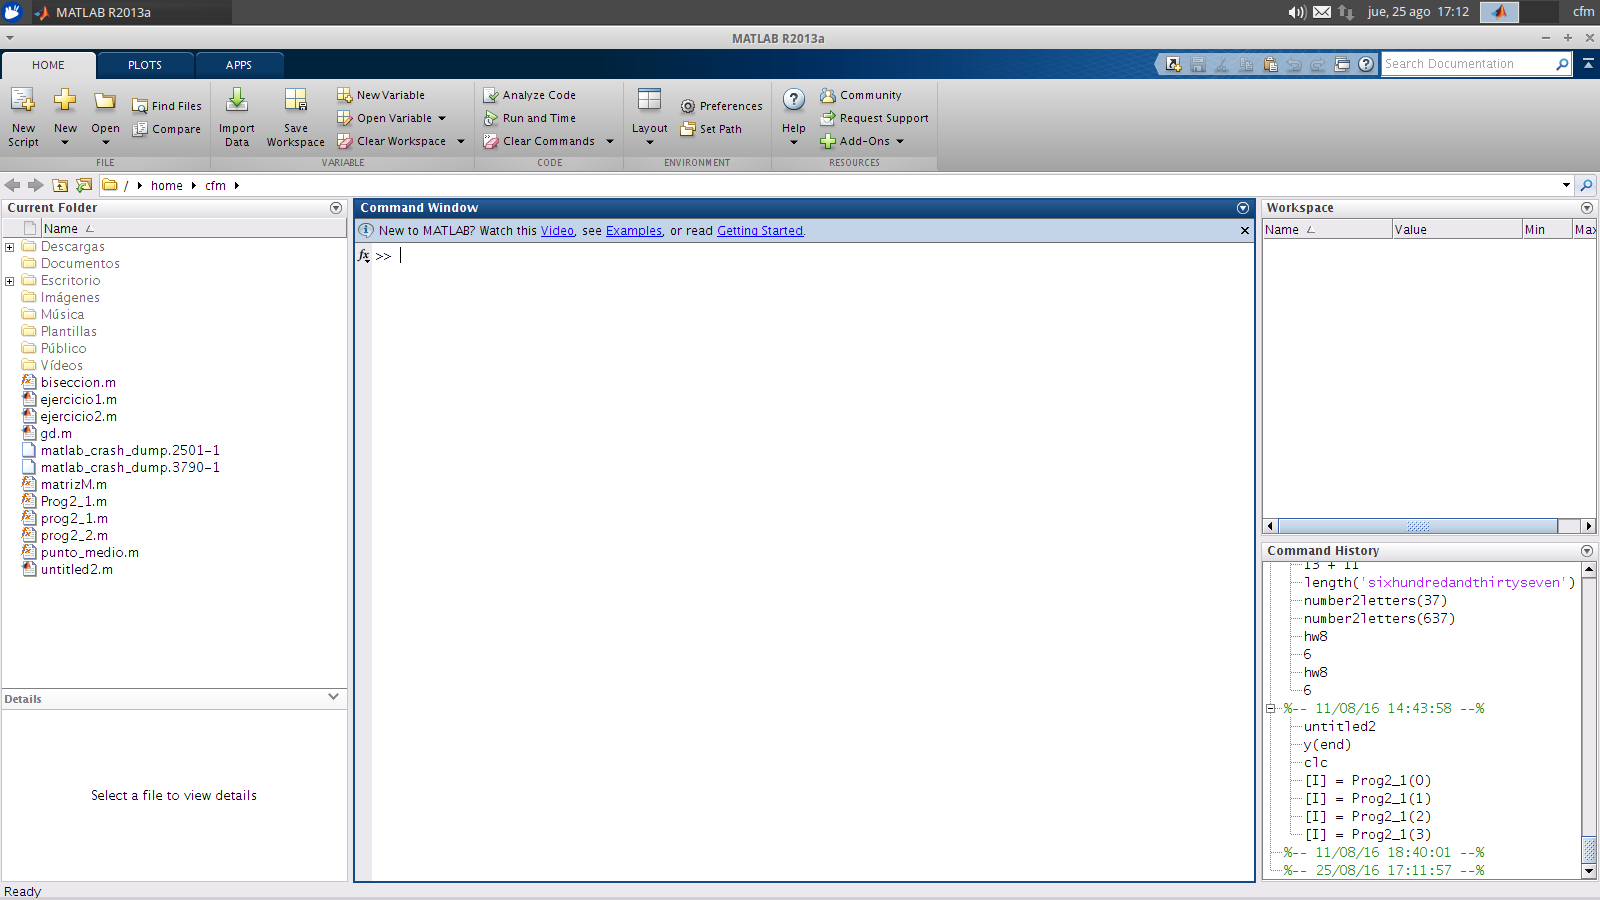 MATLAB R2013a
jue, 25 ago 17:12
cfm
MATLAB R2013a
HOME
PLOTS
APPS
Search Documentation
New Script
New
Open
Find Files
Compare
FILE
Import Data
Save Workspace
New Variable
Open Variable
Clear Workspace
VARIABLE
Analyze Code
Run and Time
Clear Commands
CODE
Layout
Preferences
Set Path
ENVIRONMENT
Help
Community
Request Support
Add-Ons
RESOURCES
/ home cfm
Current Folder
Name
Descargas
Documentos
Escritorio
Imágenes
Música
Plantillas
Público
Vídeos
biseccion.m
ejercicio1.m
ejercicio2.m
gd.m
matlab_crash_dump.2501-1
matlab_crash_dump.3790-1
matrizM.m
Prog2_1.m
prog2_1.m
prog2_2.m
punto_medio.m
untitled2.m
Details
Select a file to view details
Ready
Command Window
New to MATLAB? Watch this Video, see Examples, or read Getting Started.
fx >>
Workspace
Name Value Min Max
Command History
13 + 11
length('sixhundredandthirtyseven')
number2letters(37)
number2letters(637)
hw8
6
hw8
6
%-- 11/08/16 14:43:58 --%
untitled2
y(end)
clc
[I] = Prog2_1(0)
[I] = Prog2_1(1)
[I] = Prog2_1(2)
[I] = Prog2_1(3)
%-- 11/08/16 18:40:01 --%
%-- 25/08/16 17:11:57 --%